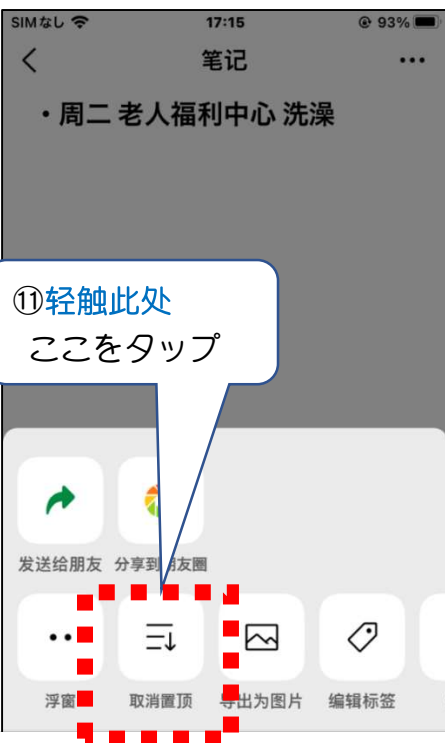 SIMなし 17:15 93%
笔记
・周二 老人福利中心 洗澡
⑪轻触此处
ここをタップ
发送给朋友 分享到朋友圈
浮窗 取消置顶 导出为图片 编辑标签